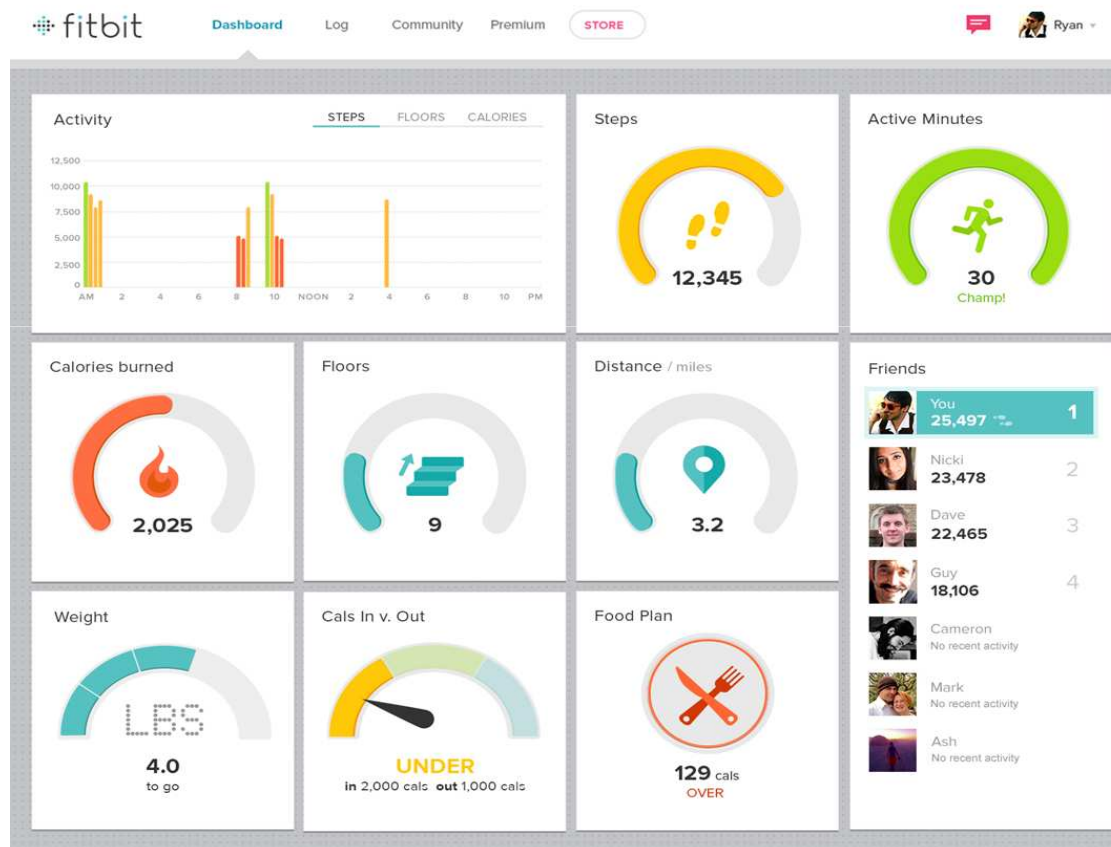 fitbit
Dashboard Log Community Premium STORE Ryan
Activity STEPS FLOORS CALORIES
12,500
10,000
7,500
5,000
2,500
0
AM 2 4 6 8 10 NOON 2 4 6 8 10 PM
Steps
12,345
Active Minutes
30
Champ!
Calories burned
2,025
Floors
9
Distance / miles
3.2
Friends
You
25,497 1
Nicki
23,478 2
Dave
22,465 3
Guy
18,106 4
Cameron
No recent activity
Mark
No recent activity
Ash
No recent activity
Weight
LBS
4.0
to go
Cals In v. Out
UNDER
in 2,000 cals out 1,000 cals
Food Plan
129 cals
OVER